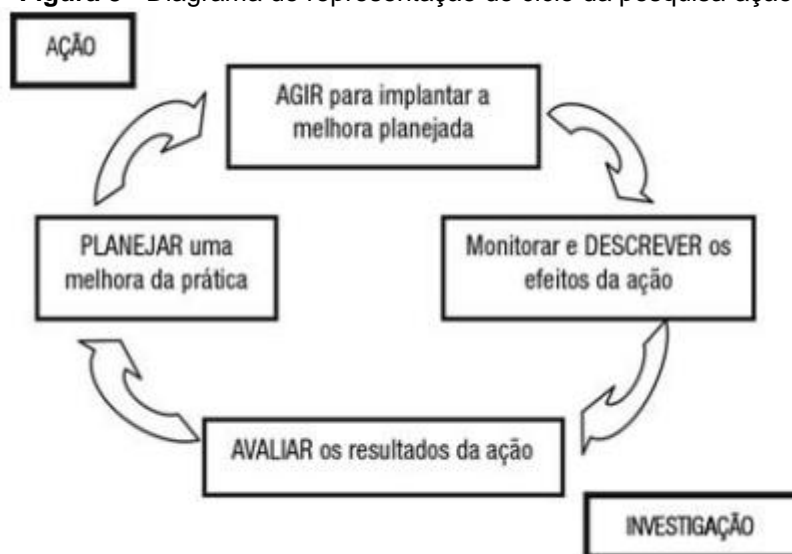 Figura - Diagrama de representação do ciclo da pesquisa-ação
AÇÃO
AGIR para implantar a
melhora planejada
PLANEJAR uma
melhora da prática
Monitorar e DESCREVER os
efeitos da ação
AVALIAR os resultados da ação
INVESTIGAÇÃO